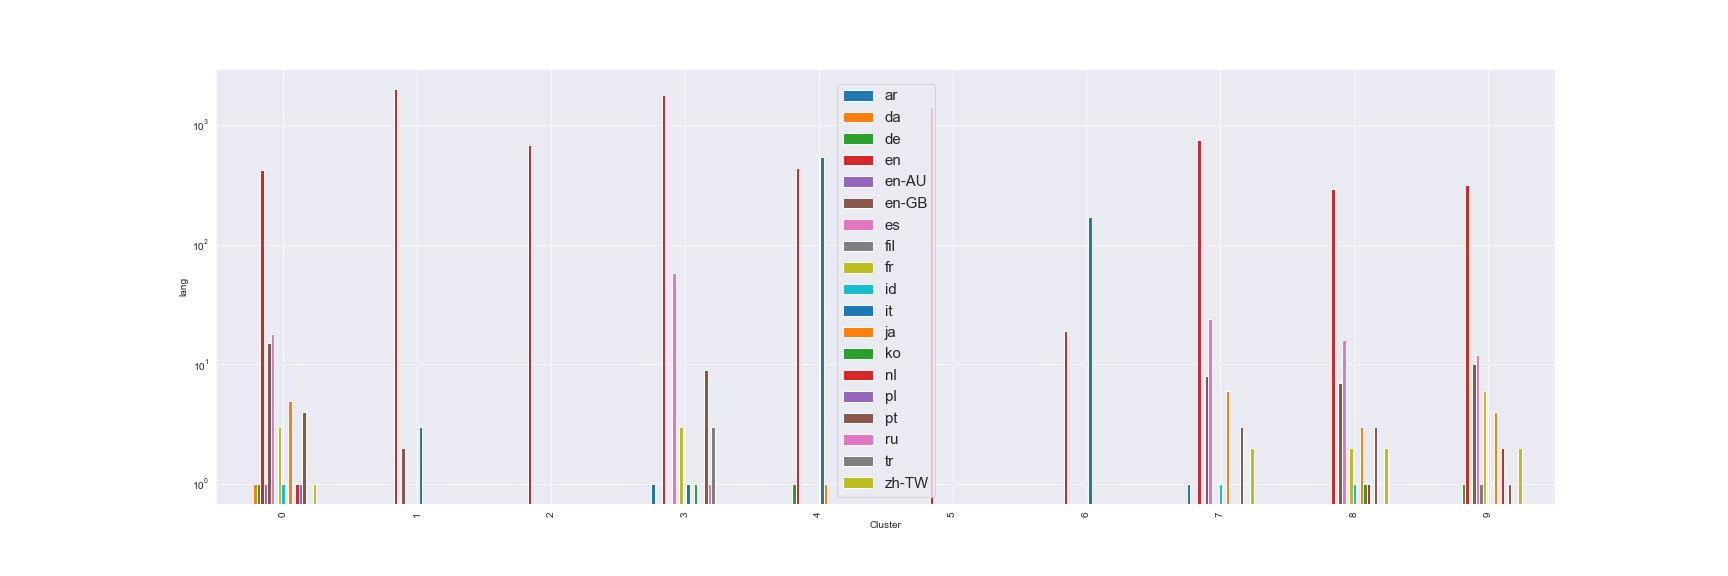 ar
da
de
en
en-AU
en-GB
es
fil
fr
id
it
ja
ko
nl
pl
pt
ru
tr
zh-TW
lang
10³
10²
10¹
10⁰
0 1 2 3 4 5 6 7 8 9
Cluster